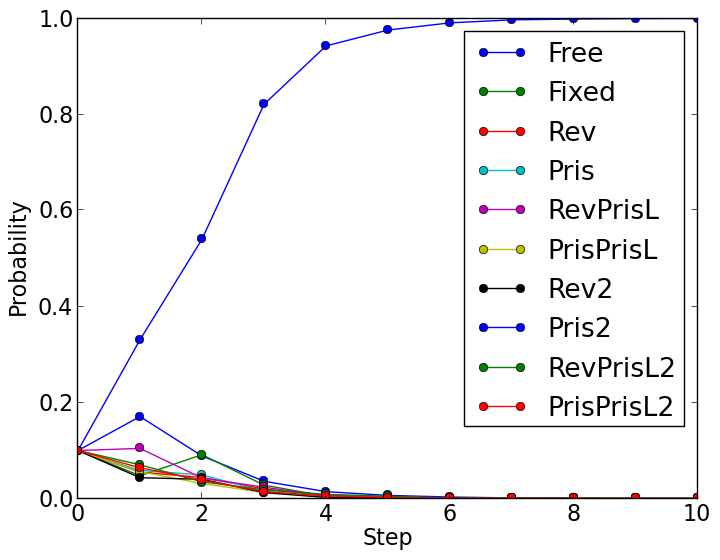 1.0
0.8
0.6
0.4
0.2
0.0
Probability
0 2 4 6 8 10
Step
Free
Fixed
Rev
Pris
RevPrisL
PrisPrisL
Rev2
Pris2
RevPrisL2
PrisPrisL2